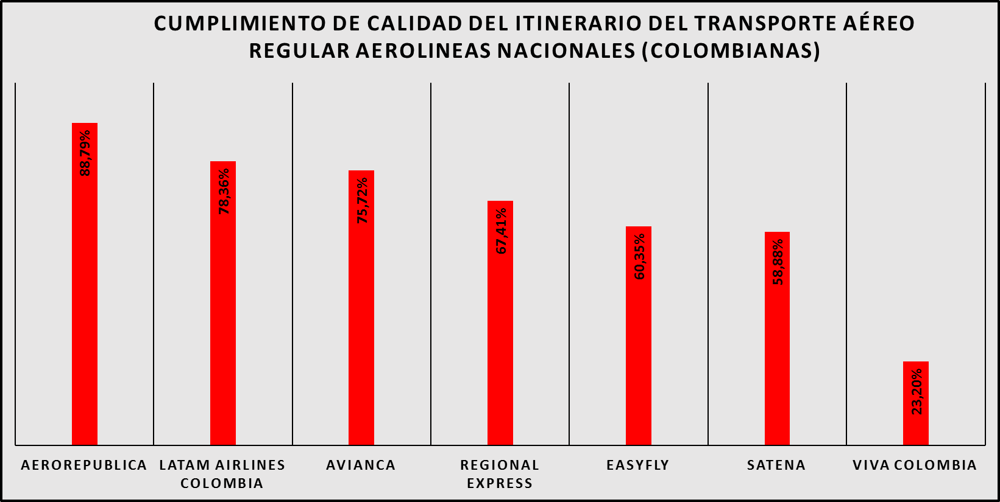 CUMPLIMIENTO DE CALIDAD DEL ITINERARIO DEL TRANSPORTE AÉREO
REGULAR AEROLINEAS NACIONALES (COLOMBIANAS)
88,79%
78,36%
75,72%
67,41%
60,35%
58,88%
23,20%
AEROREPUBLICA
LATAM AIRLINES
COLOMBIA
AVIANCA
REGIONAL
EXPRESS
EASYFLY
SATENA
VIVA COLOMBIA